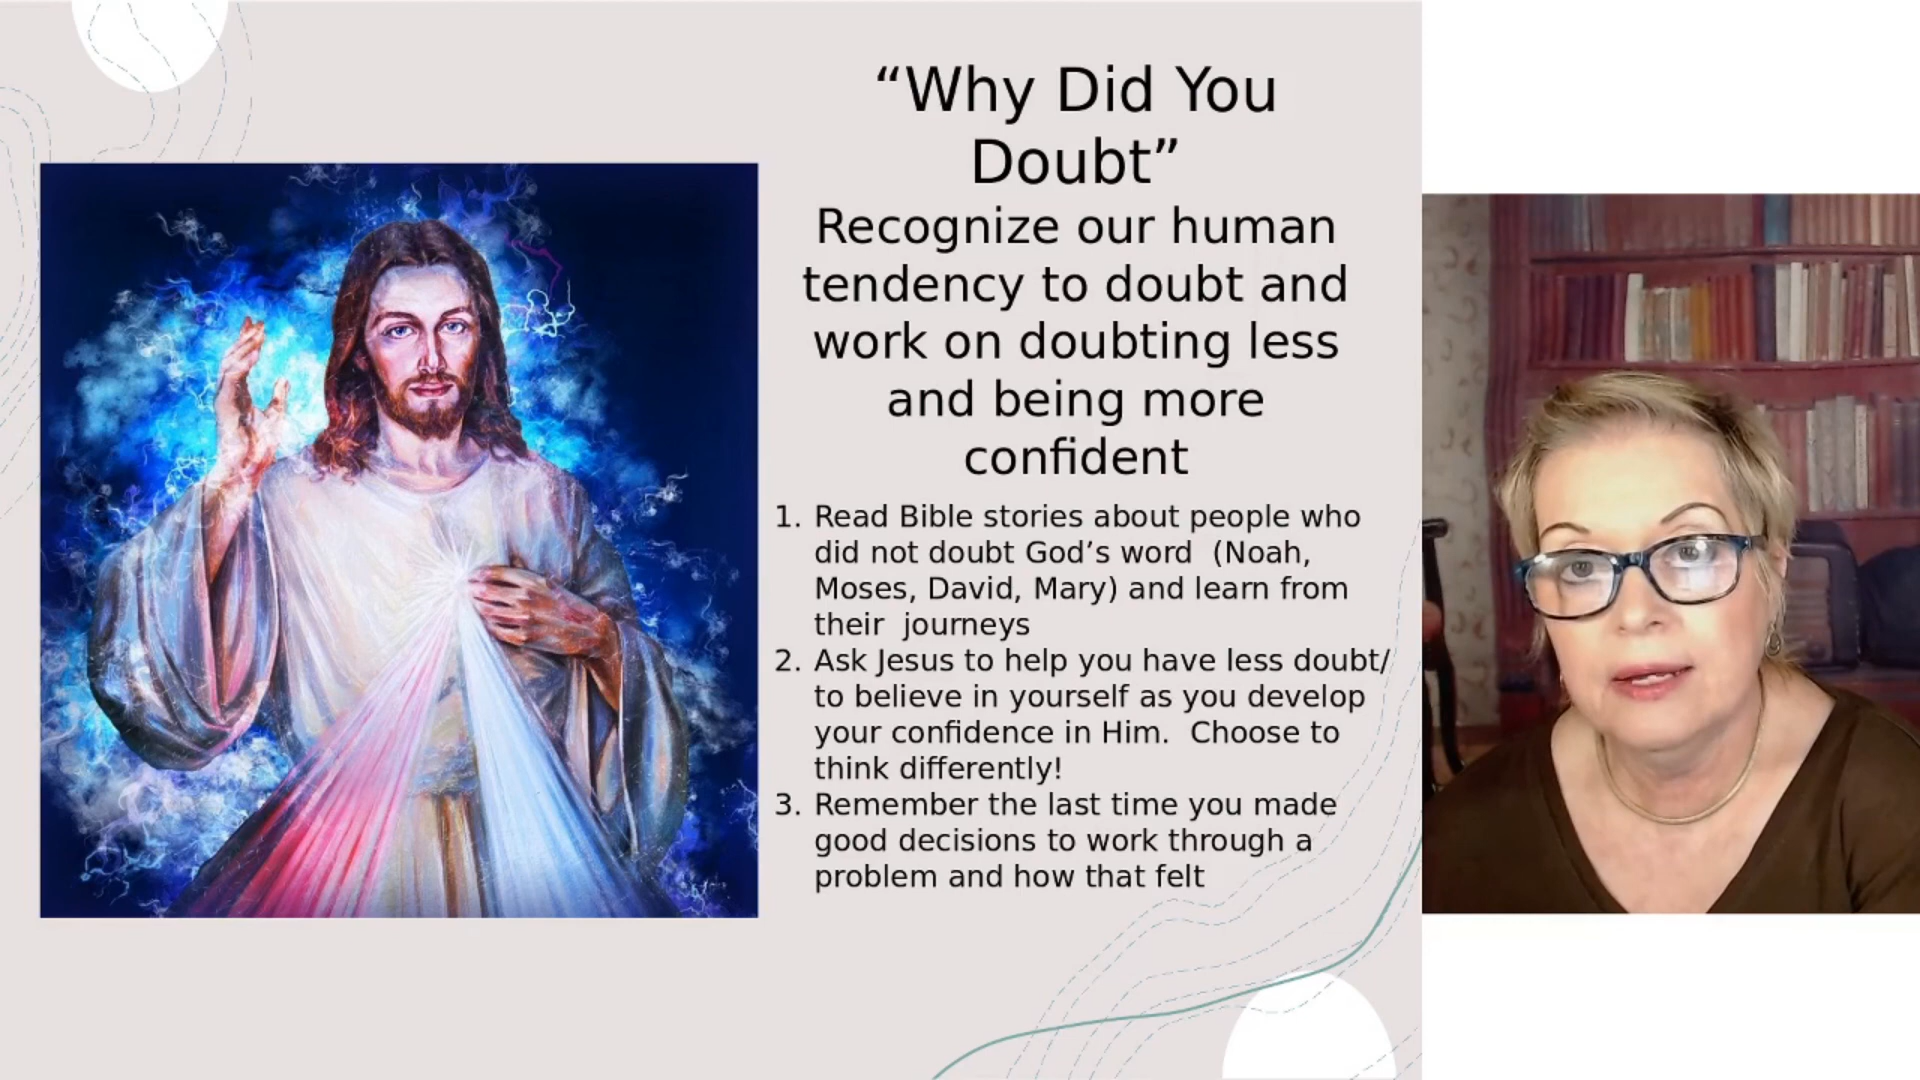 “Why Did You
Doubt”
Recognize our human
tendency to doubt and
work on doubting less
and being more
confident
1. Read Bible stories about people who
did not doubt God’s word  (Noah,
Moses, David, Mary) and learn from
their  journeys
2. Ask Jesus to help you have less doubt/
to believe in yourself as you develop
your confidence in Him.  Choose to
think differently!
3. Remember the last time you made
good decisions to work through a
problem and how that felt